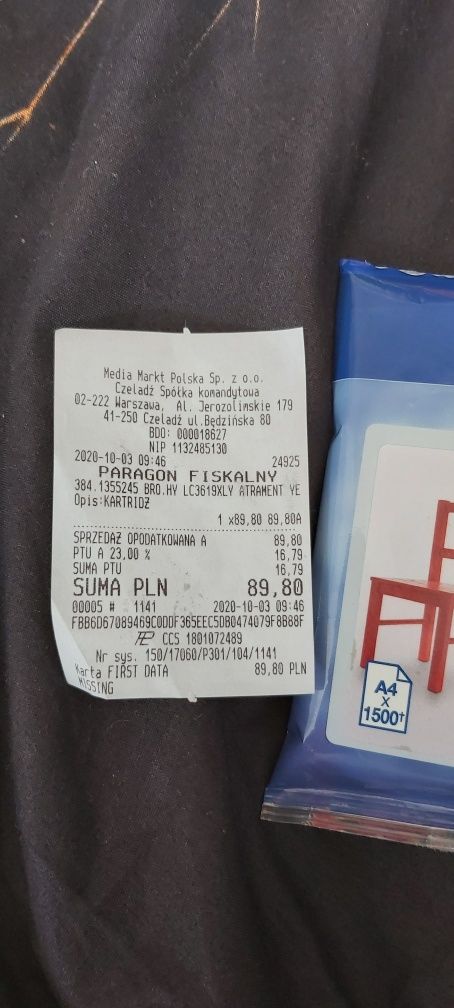 Media Markt Polska Sp. z o.o.
Czeladź Spółka komandytowa
02-222 Warszawa, Al. Jerozolimskie 179
41-250 Czeladź ul.Będzińska 80
BDO: 000018627
NIP 1132485130
2020-10-03 09:46 24925
PARAGON FISKALNY
384.1355245 BRO.HY LC3619XLY ATRAMENT YE
Opis:KARTRIDŻ
1 x89,80 89,80A
SPRZEDAŻ OPODATKOWANA A 89,80
PTU A 23,00 % 16,79
SUMA PTU 16,79
SUMA PLN 89,80
00005 # 1141 2020-10-03 09:46
FBB6D67089469C0DDF365EEC5DB0474079F8B88F
CCS 1801072489
Nr sys. 150/17060/P301/104/1141
Karta FIRST DATA 89,80 PLN
MISSING
A4
x
1500†